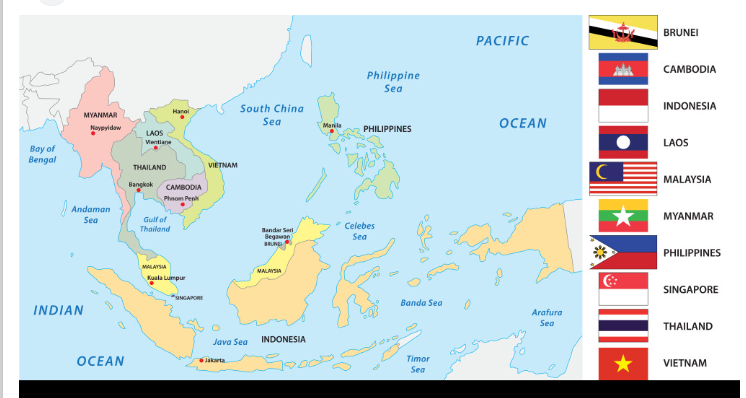 PACIFIC
OCEAN
Philippine
Sea
South China
Sea
Hanoi
MYANMAR
Naypyidaw
LAOS
Vientiane
Manila
PHILIPPINES
Bay of
Bengal
THAILAND
VIETNAM
Bangkok
CAMBODIA
Phnom Penh
Andaman
Sea
Gulf of
Thailand
Bandar Seri
Begawan
BRUNEI
Celebes
Sea
MALAYSIA
Kuala Lumpur
MALAYSIA
SINGAPORE
INDIAN
OCEAN
Banda Sea
Arafura
Sea
Java Sea
INDONESIA
Jakarta
Timor
Sea
BRUNEI
CAMBODIA
INDONESIA
LAOS
MALAYSIA
MYANMAR
PHILIPPINES
SINGAPORE
THAILAND
VIETNAM